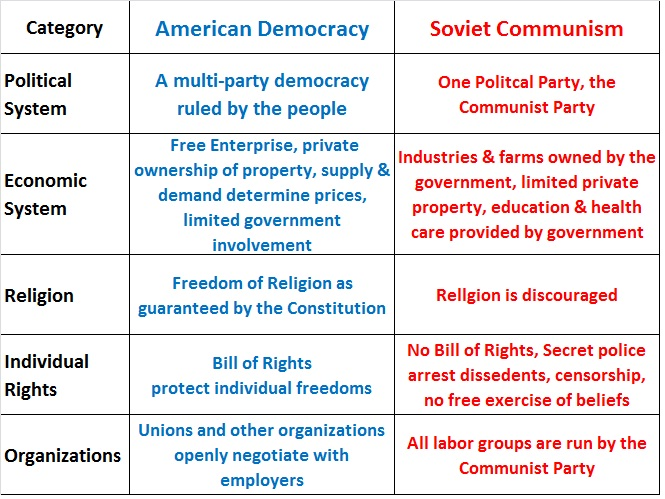 Category
American Democracy
Soviet Communism
Political
System
A multi-party democracy
ruled by the people
One Politcal Party, the
Communist Party
Economic
System
Free Enterprise, private
ownership of property, supply &
demand determine prices,
limited government
involvement
Industries & farms owned by the
government, limited private
property, education & health
care provided by government
Religion
Freedom of Religion as
guaranteed by the Constitution
Rellgion is discouraged
Individual
Rights
Bill of Rights
protect individual freedoms
No Bill of Rights, Secret police
arrest dissedents, censorship,
no free exercise of beliefs
Organizations
Unions and other organizations
openly negotiate with
employers
All labor groups are run by the
Communist Party